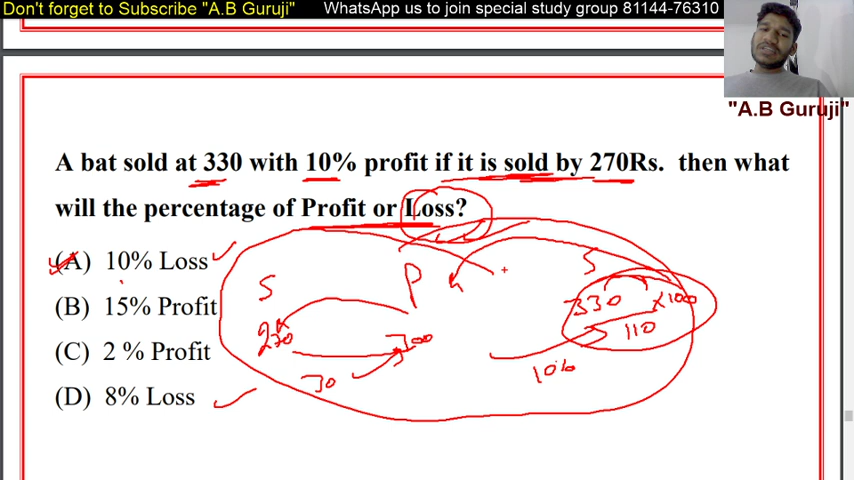 Don't forget to Subscribe "A.B Guruji" WhatsApp us to join special study group 81144-76310
"A.B Guruji"
A bat sold at 330 with 10% profit if it is sold by 270Rs. then what
will the percentage of Profit or Loss?
(A) 10% Loss
(B) 15% Profit
(C) 2 % Profit
(D) 8% Loss
S P S
270 300 330 x100
110
30 10%